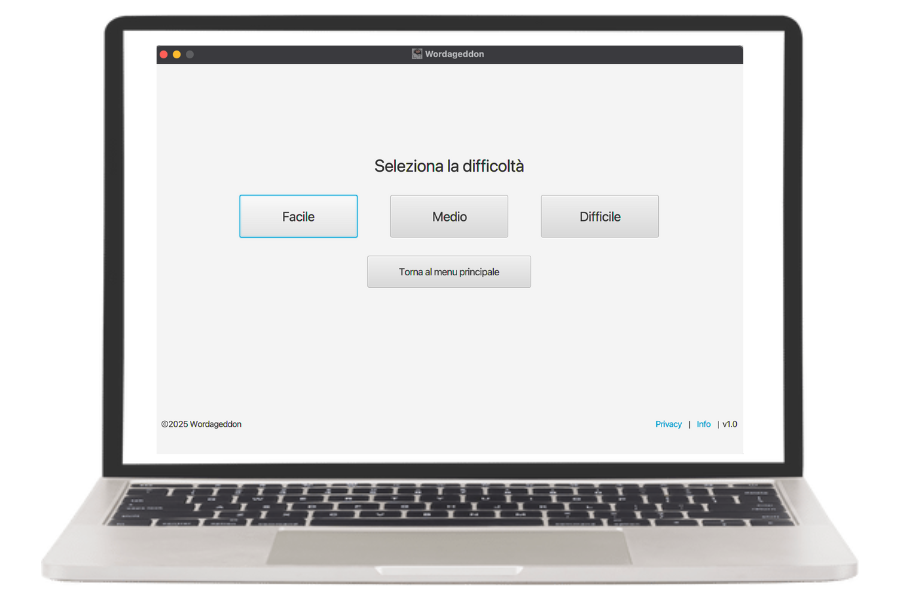 Wordageddon
Seleziona la difficoltà
Facile
Medio
Difficile
Torna al menu principale
©2025 Wordageddon
Privacy | Info | v1.0